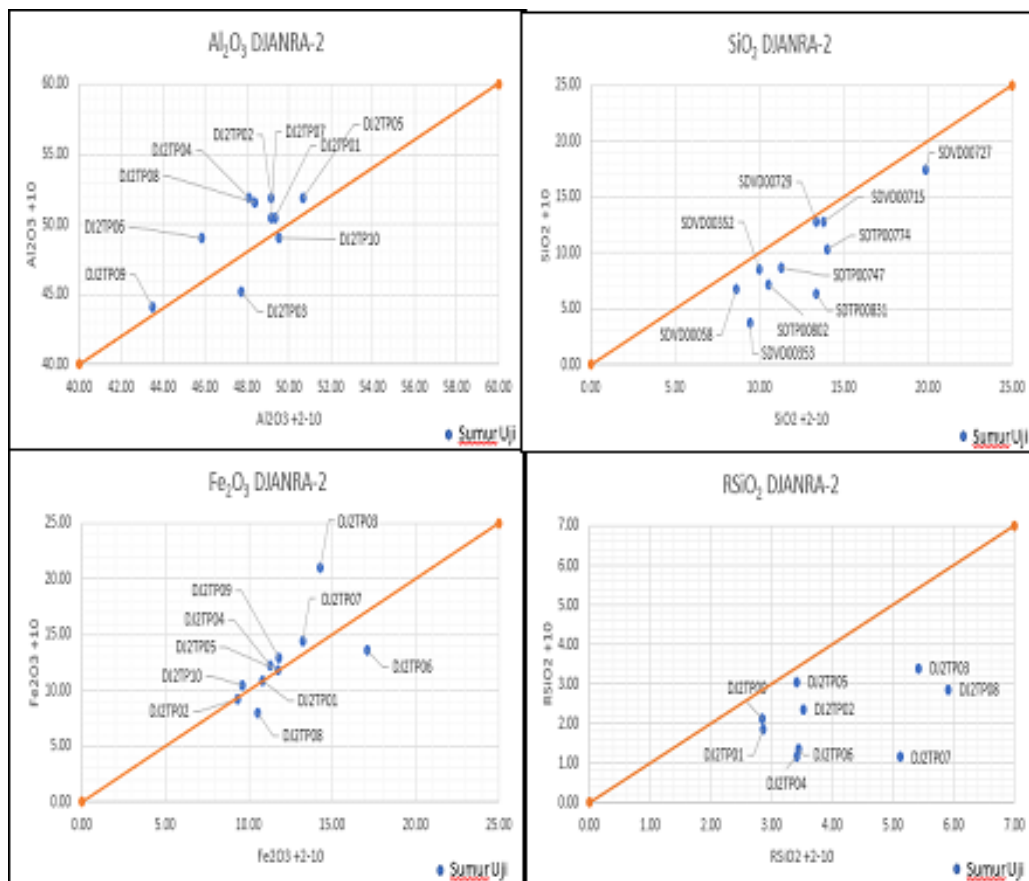 Al₂O₃ DJANRA-2
60.00
55.00
50.00
45.00
40.00
Al2O3 +10
DJ2TP02
DJ2TP07
DJ2TP05
DJ2TP04
DJ2TP01
DJ2TP08
DJ2TP06
DJ2TP10
DJ2TP09
DJ2TP03
40.00 42.00 44.00 46.00 48.00 50.00 52.00 54.00 56.00 58.00 60.00
Al2O3 +2-10
Sumur Uji
SiO₂ DJANRA-2
25.00
20.00
15.00
10.00
5.00
0.00
SiO2 +10
SDVD00727
SDVD00729
SDVD00715
SDVD00352
SDTP00774
SDTP00747
SDTP00831
SDVD00058
SDTP00802
SDVD00353
0.00 5.00 10.00 15.00 20.00 25.00
SiO2 +2-10
Sumur Uji
Fe₂O₃ DJANRA-2
25.00
20.00
15.00
10.00
5.00
0.00
Fe2O3 +10
DJ2TP03
DJ2TP09
DJ2TP07
DJ2TP04
DJ2TP05
DJ2TP06
DJ2TP10
DJ2TP01
DJ2TP02
DJ2TP08
0.00 5.00 10.00 15.00 20.00 25.00
Fe2O3 +2-10
Sumur Uji
RSiO₂ DJANRA-2
7.00
6.00
5.00
4.00
3.00
2.00
1.00
0.00
RSiO2 +10
DJ2TP03
DJ2TP05
DJ2TP08
DJ2TP02
DJ2TP01
DJ2TP06
DJ2TP07
DJ2TP04
0.00 1.00 2.00 3.00 4.00 5.00 6.00 7.00
RSiO2 +2-10
Sumur Uji